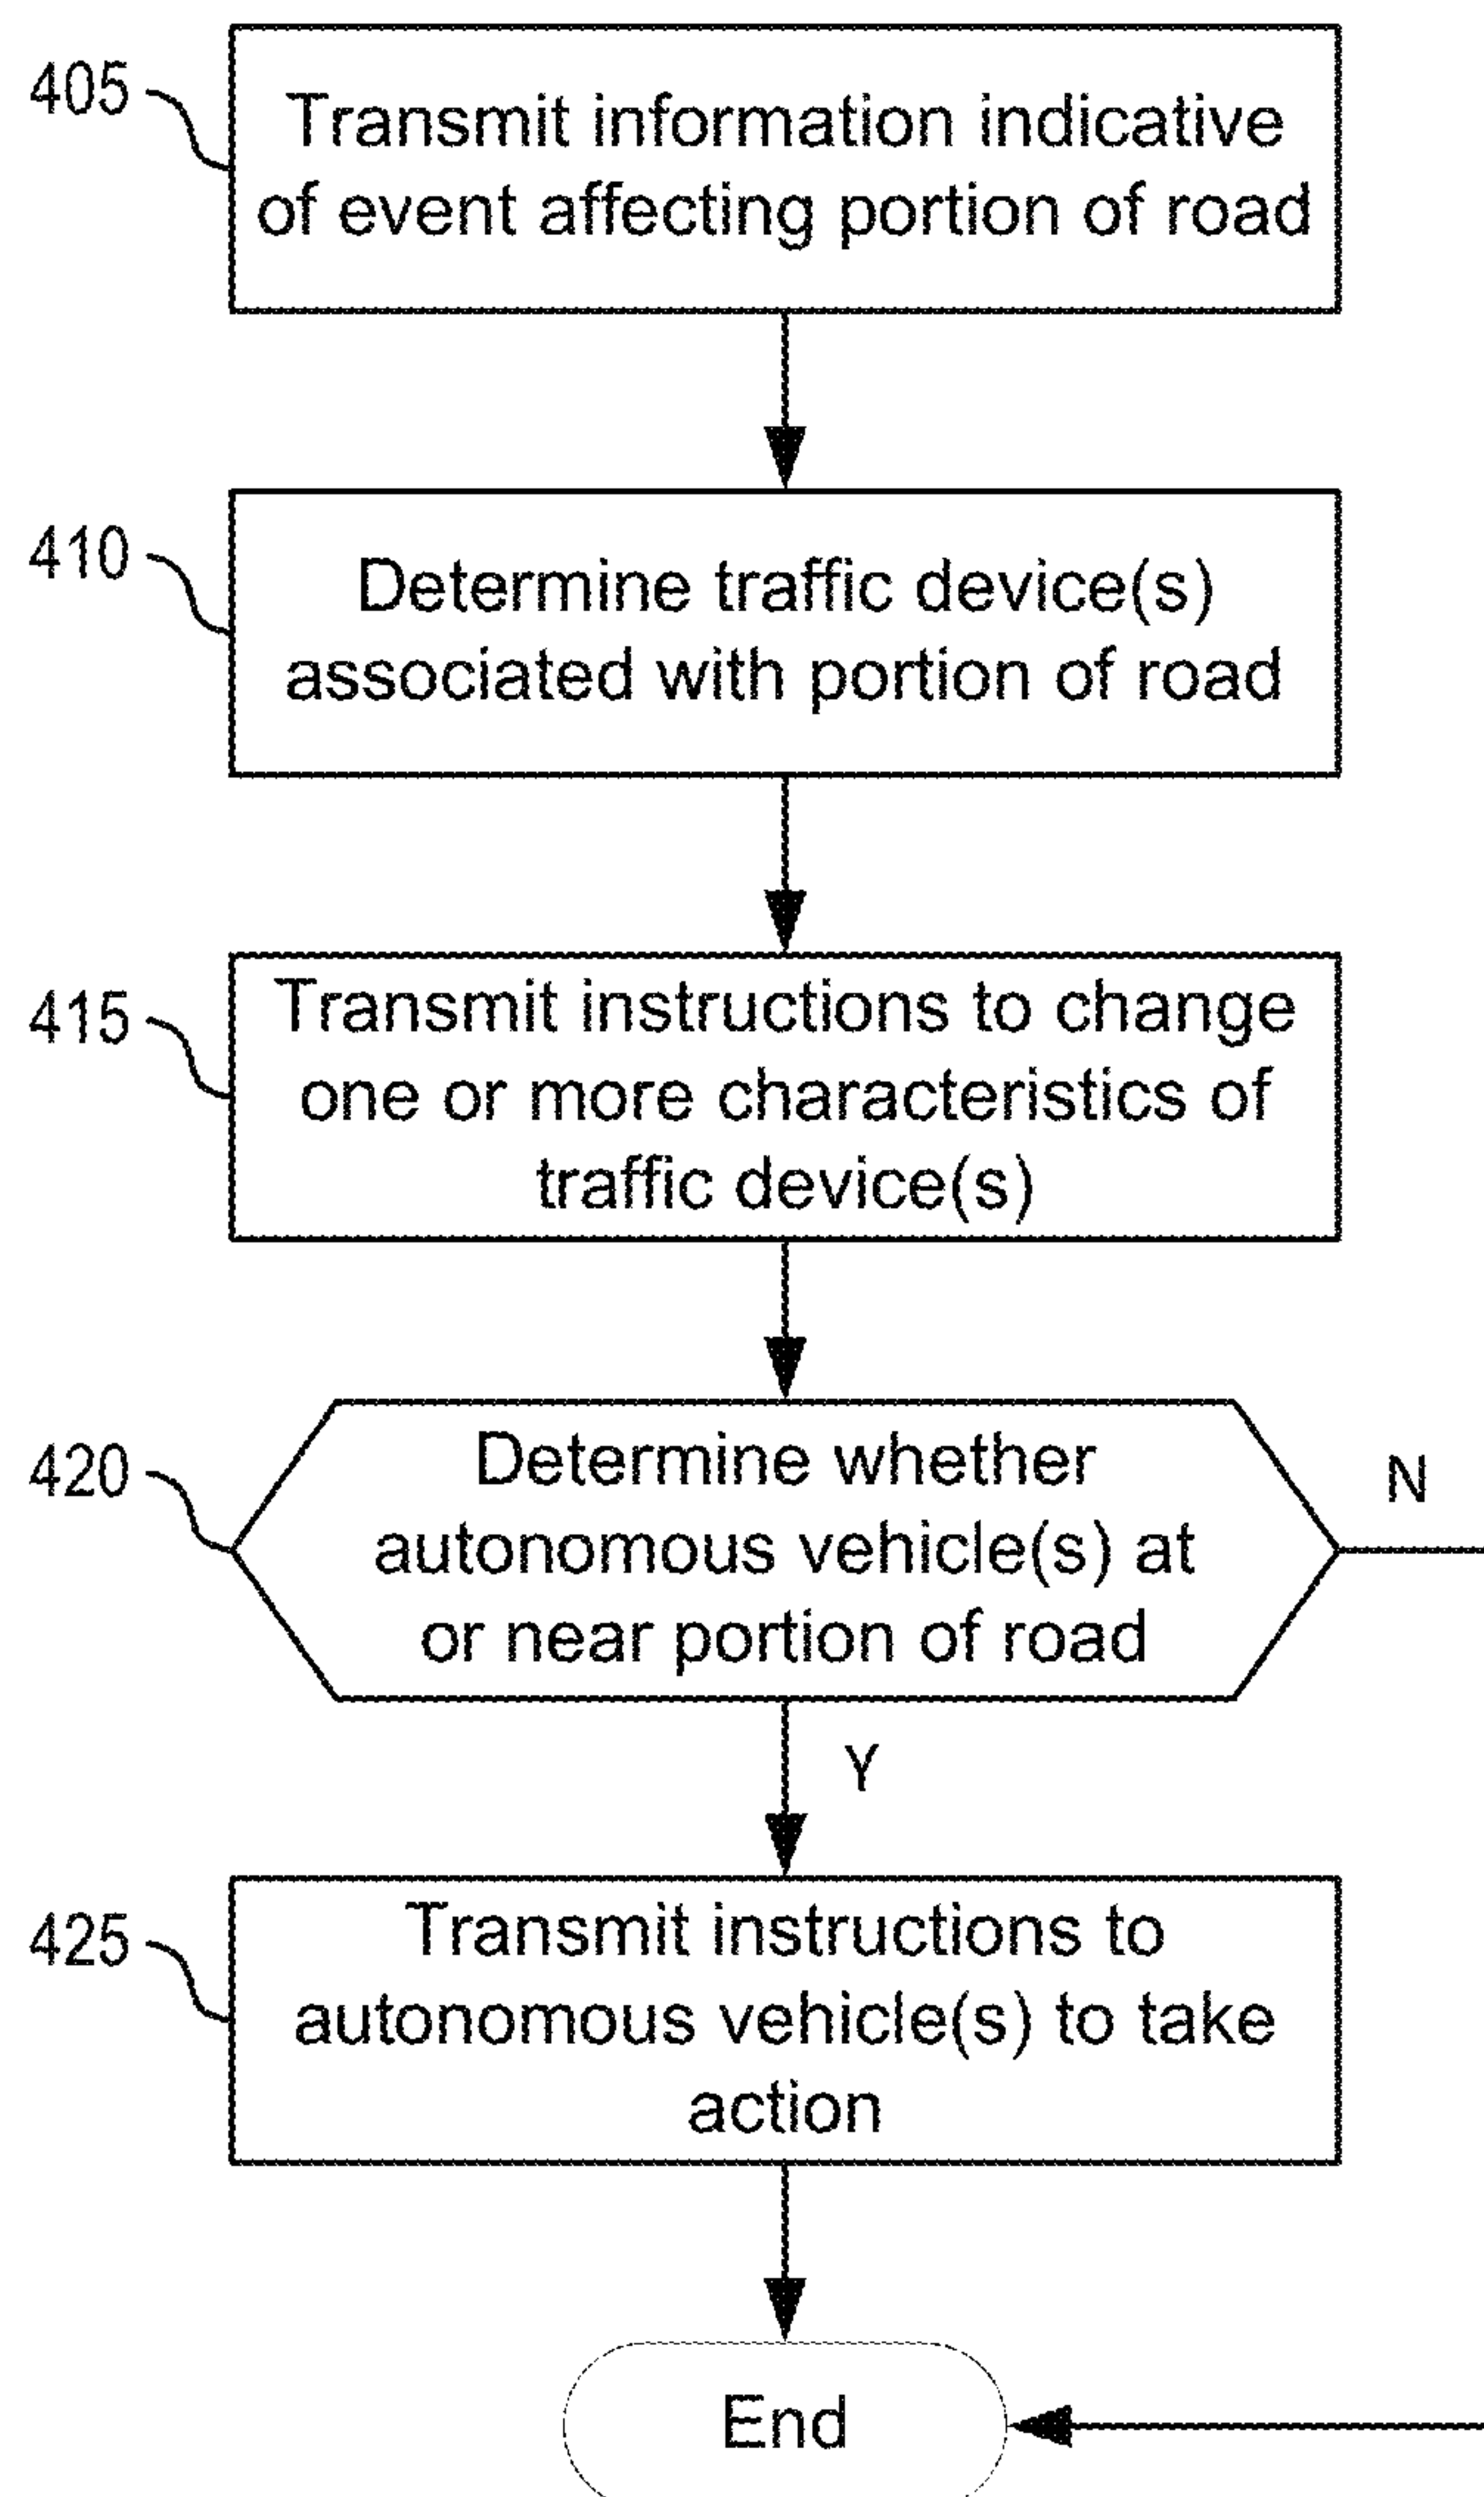 405
Transmit information indicative
of event affecting portion of road
410
Determine traffic device(s)
associated with portion of road
415
Transmit instructions to change
one or more characteristics of
traffic device(s)
420
Determine whether
autonomous vehicle(s) at
or near portion of road
N
Y
425
Transmit instructions to
autonomous vehicle(s) to take
action
End